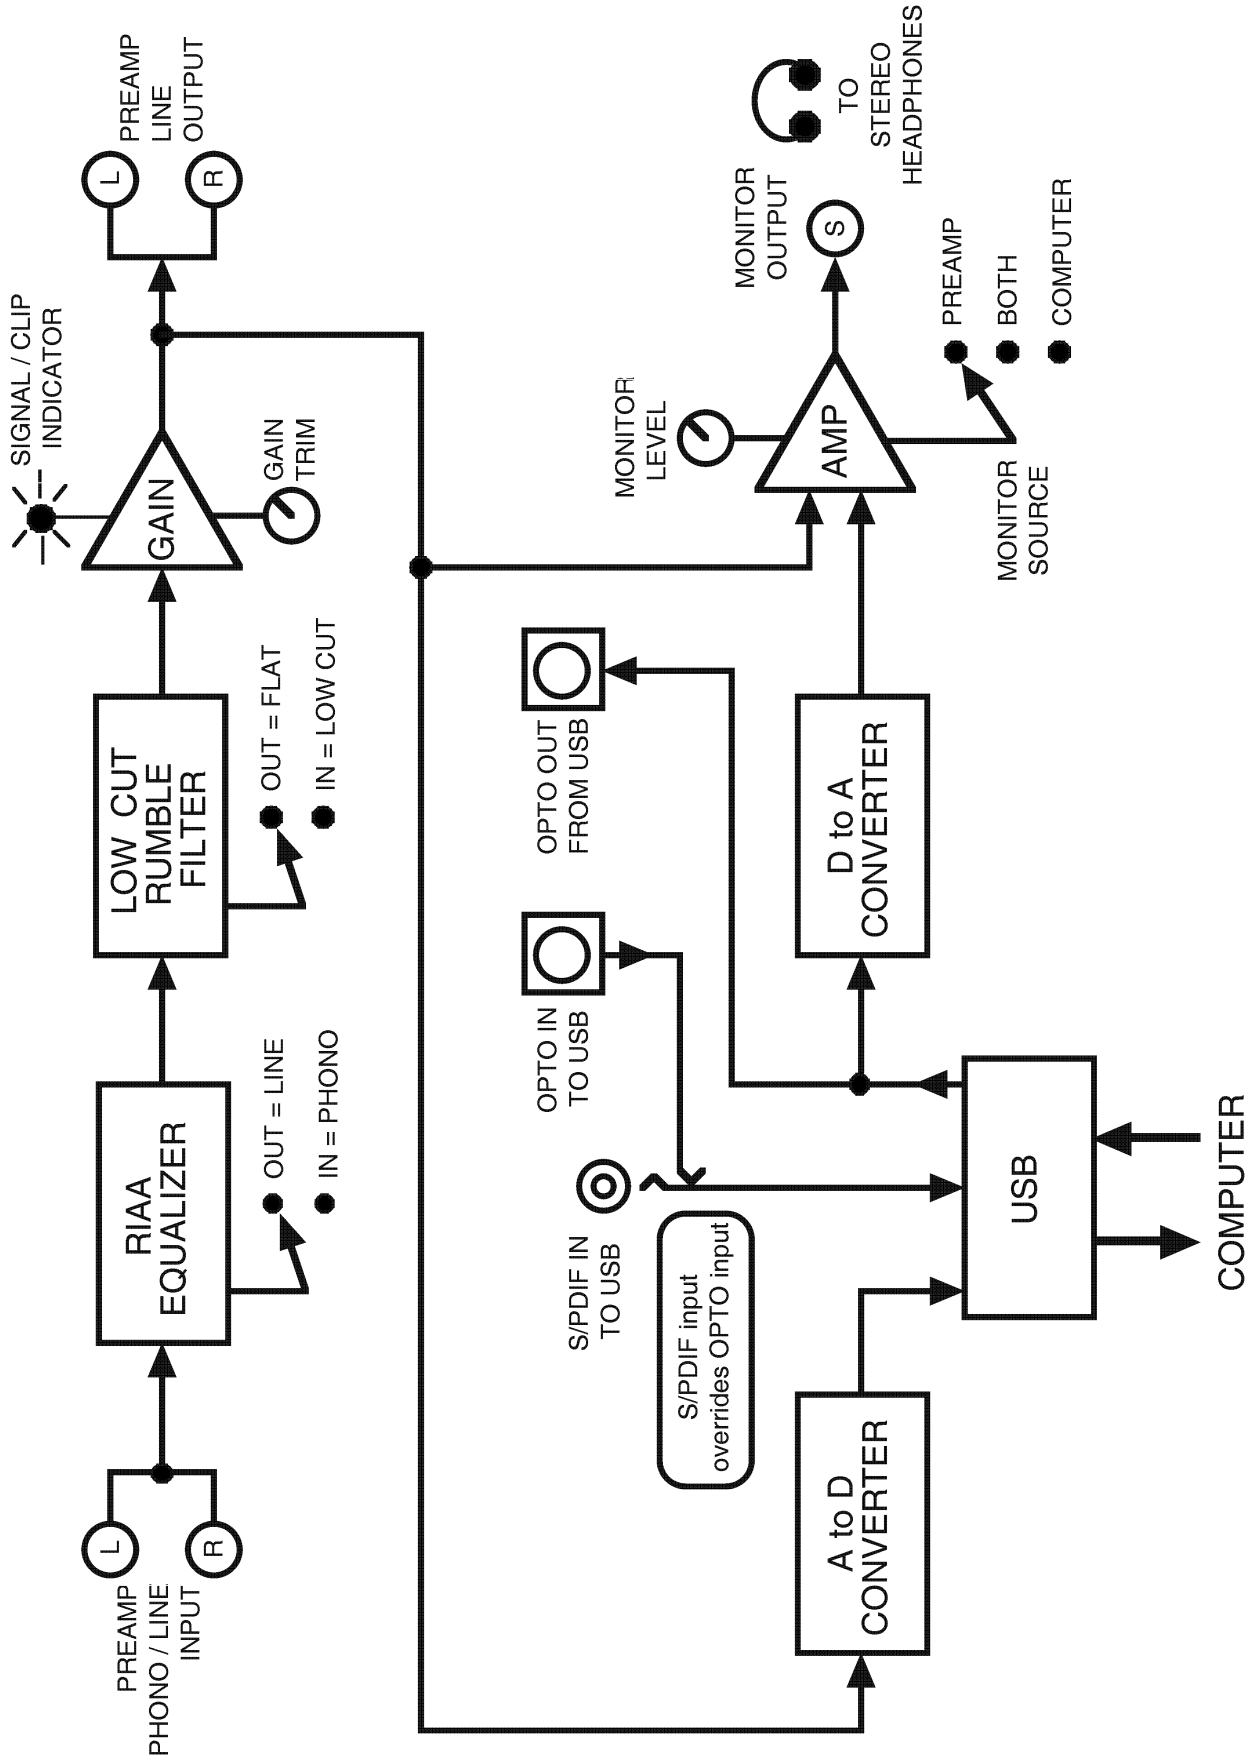 PREAMP
PHONO / LINE
INPUT
L
R
RIAA
EQUALIZER
OUT = LINE
IN = PHONO
LOW CUT
RUMBLE
FILTER
OUT = FLAT
IN = LOW CUT
SIGNAL / CLIP
INDICATOR
GAIN
GAIN
TRIM
L
R
PREAMP
LINE
OUTPUT
S/PDIF IN
TO USB
OPTO IN
TO USB
OPTO OUT
FROM USB
S/PDIF input
overrides OPTO input
A to D
CONVERTER
USB
COMPUTER
D to A
CONVERTER
MONITOR
LEVEL
AMP
MONITOR
SOURCE
PREAMP
BOTH
COMPUTER
MONITOR
OUTPUT
S
TO
STEREO
HEADPHONES